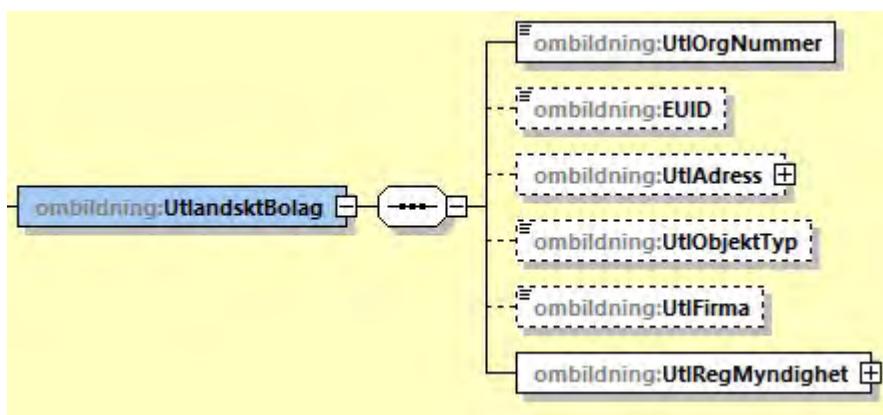 ombildning:UtlOrgNummer
ombildning:EUID
ombildning:UtlAdress
ombildning:UtlandsktBolag
ombildning:UtlObjektTyp
ombildning:UtlFirma
ombildning:UtlRegMyndighet